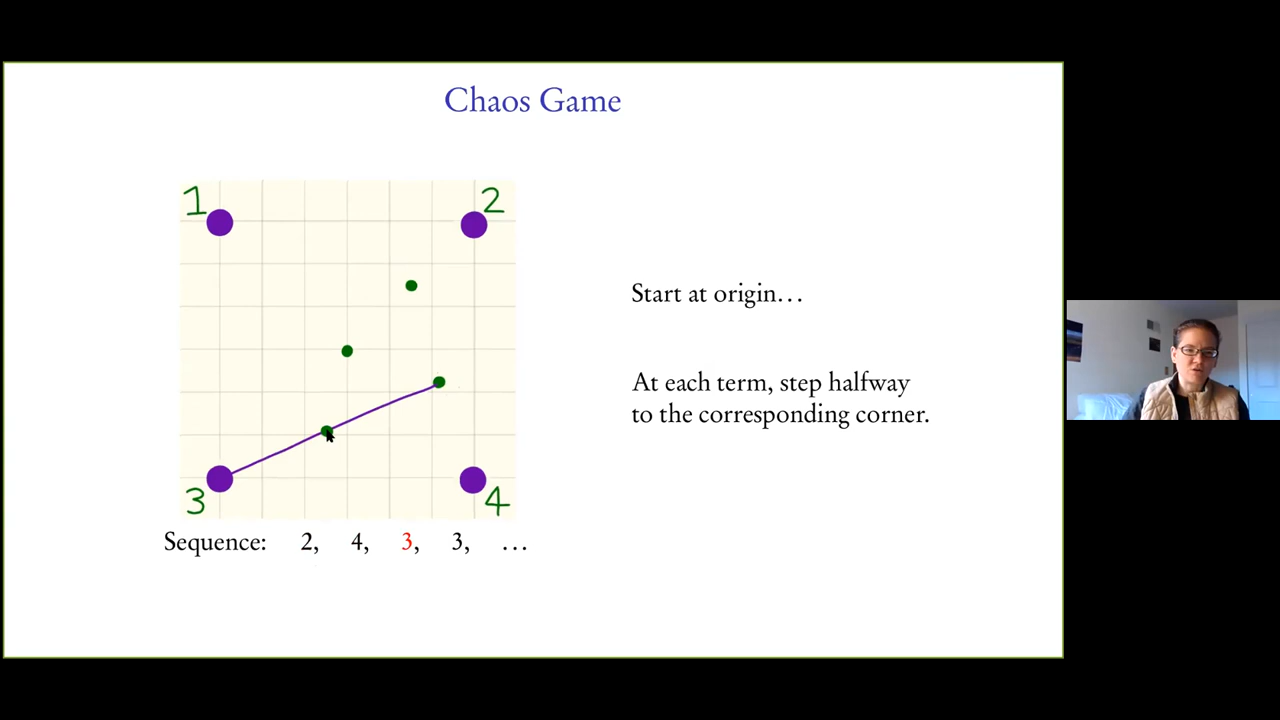 Chaos Game
1 2
3 4
Sequence: 2, 4, 3, 3, …
Start at origin…
At each term, step halfway
to the corresponding corner.